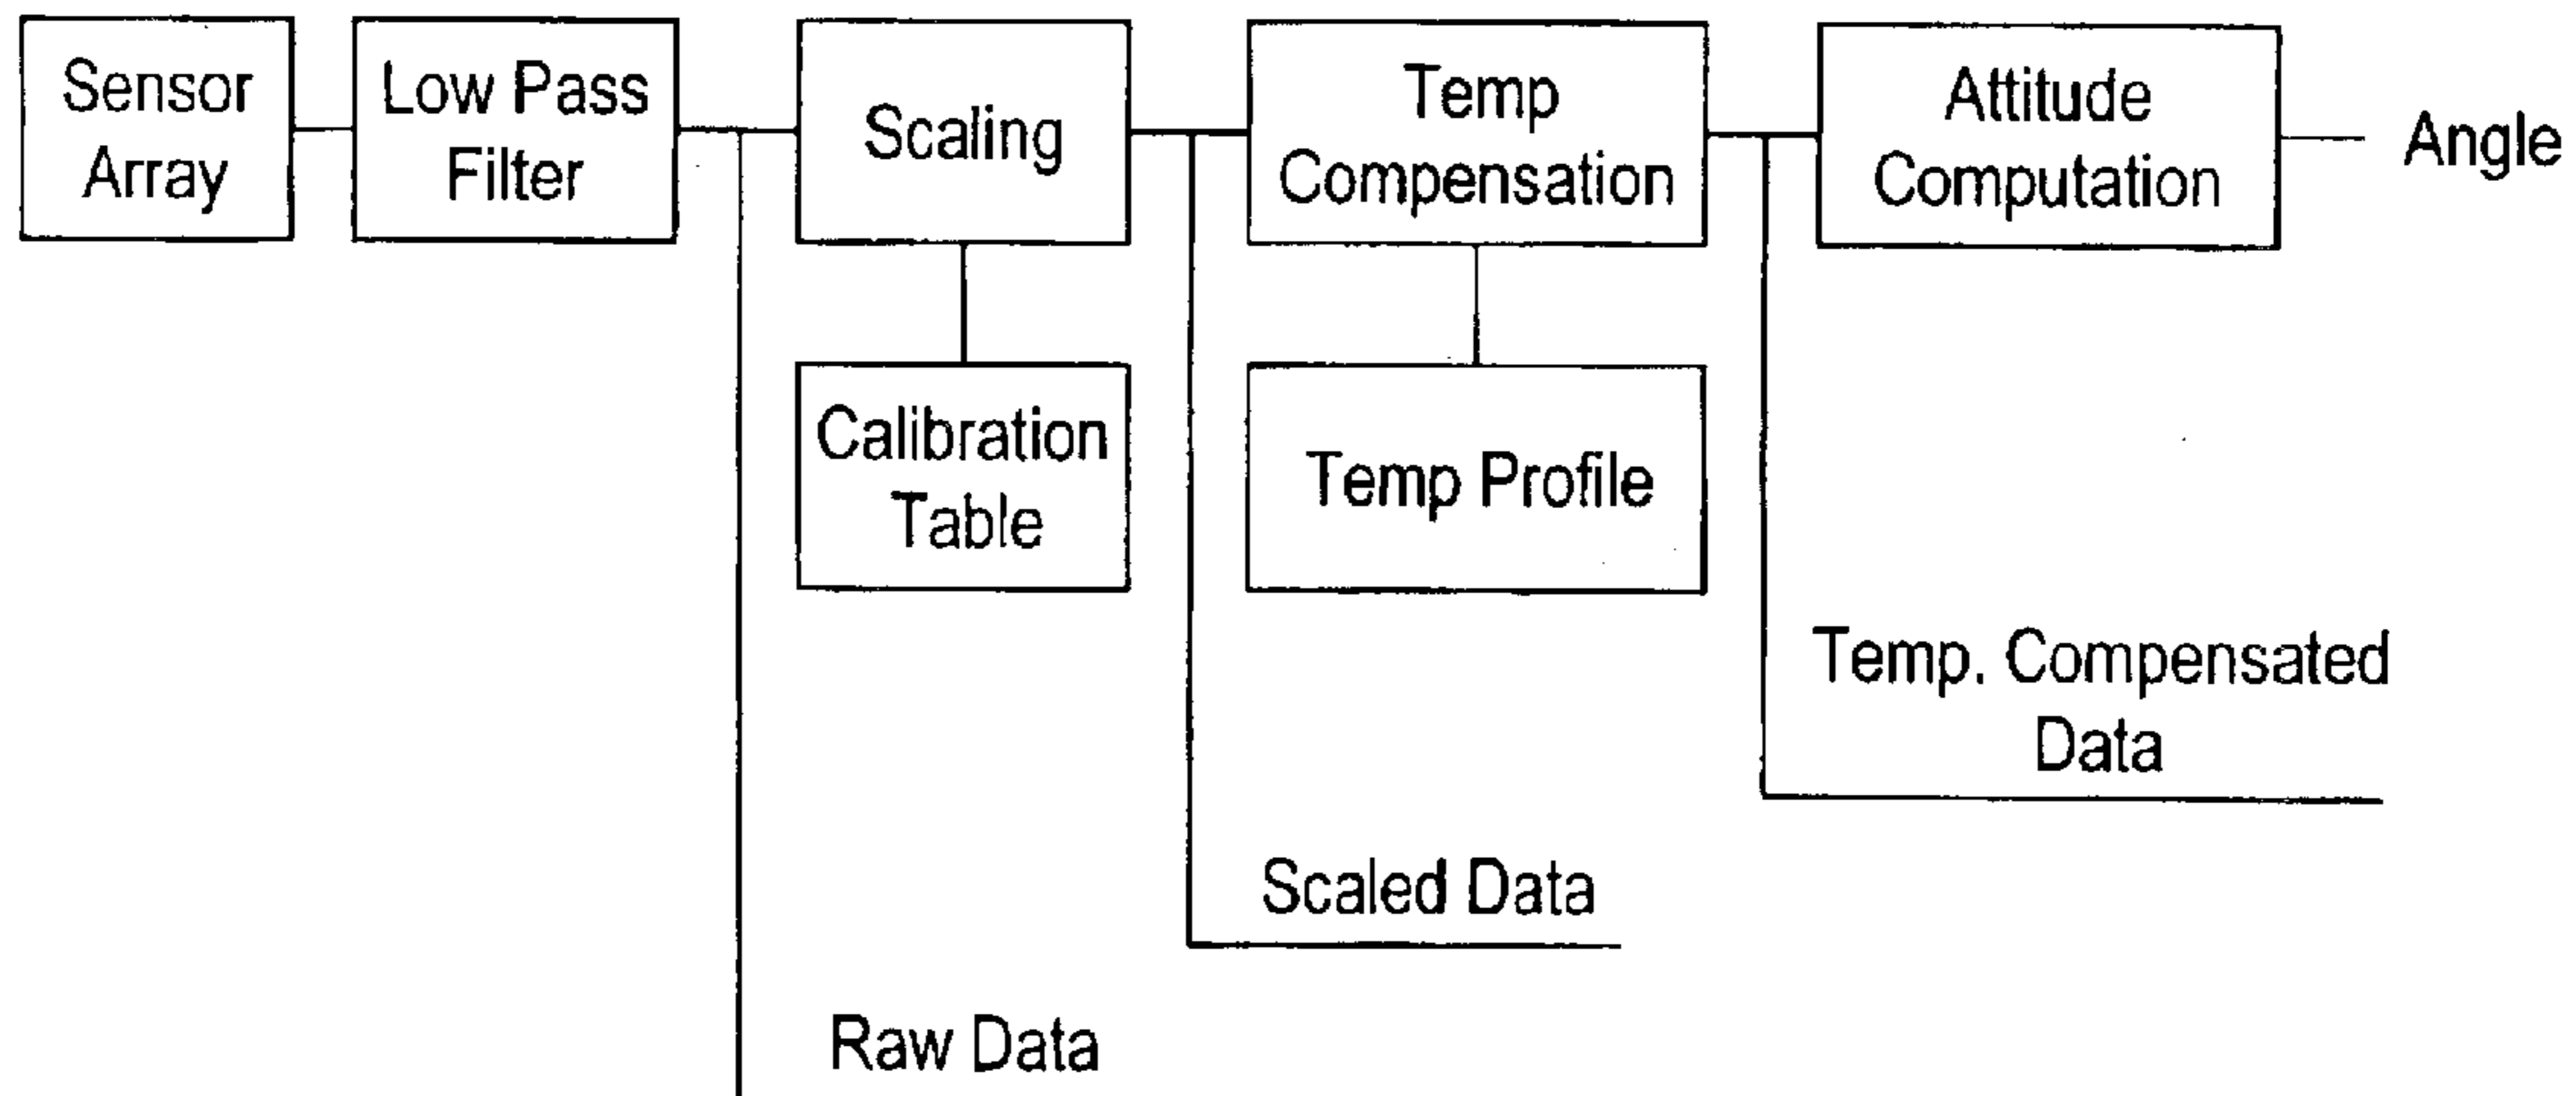 Sensor
Array
Low Pass
Filter
Scaling
Temp
Compensation
Attitude
Computation
Angle
Calibration
Table
Temp Profile
Temp. Compensated
Data
Scaled Data
Raw Data